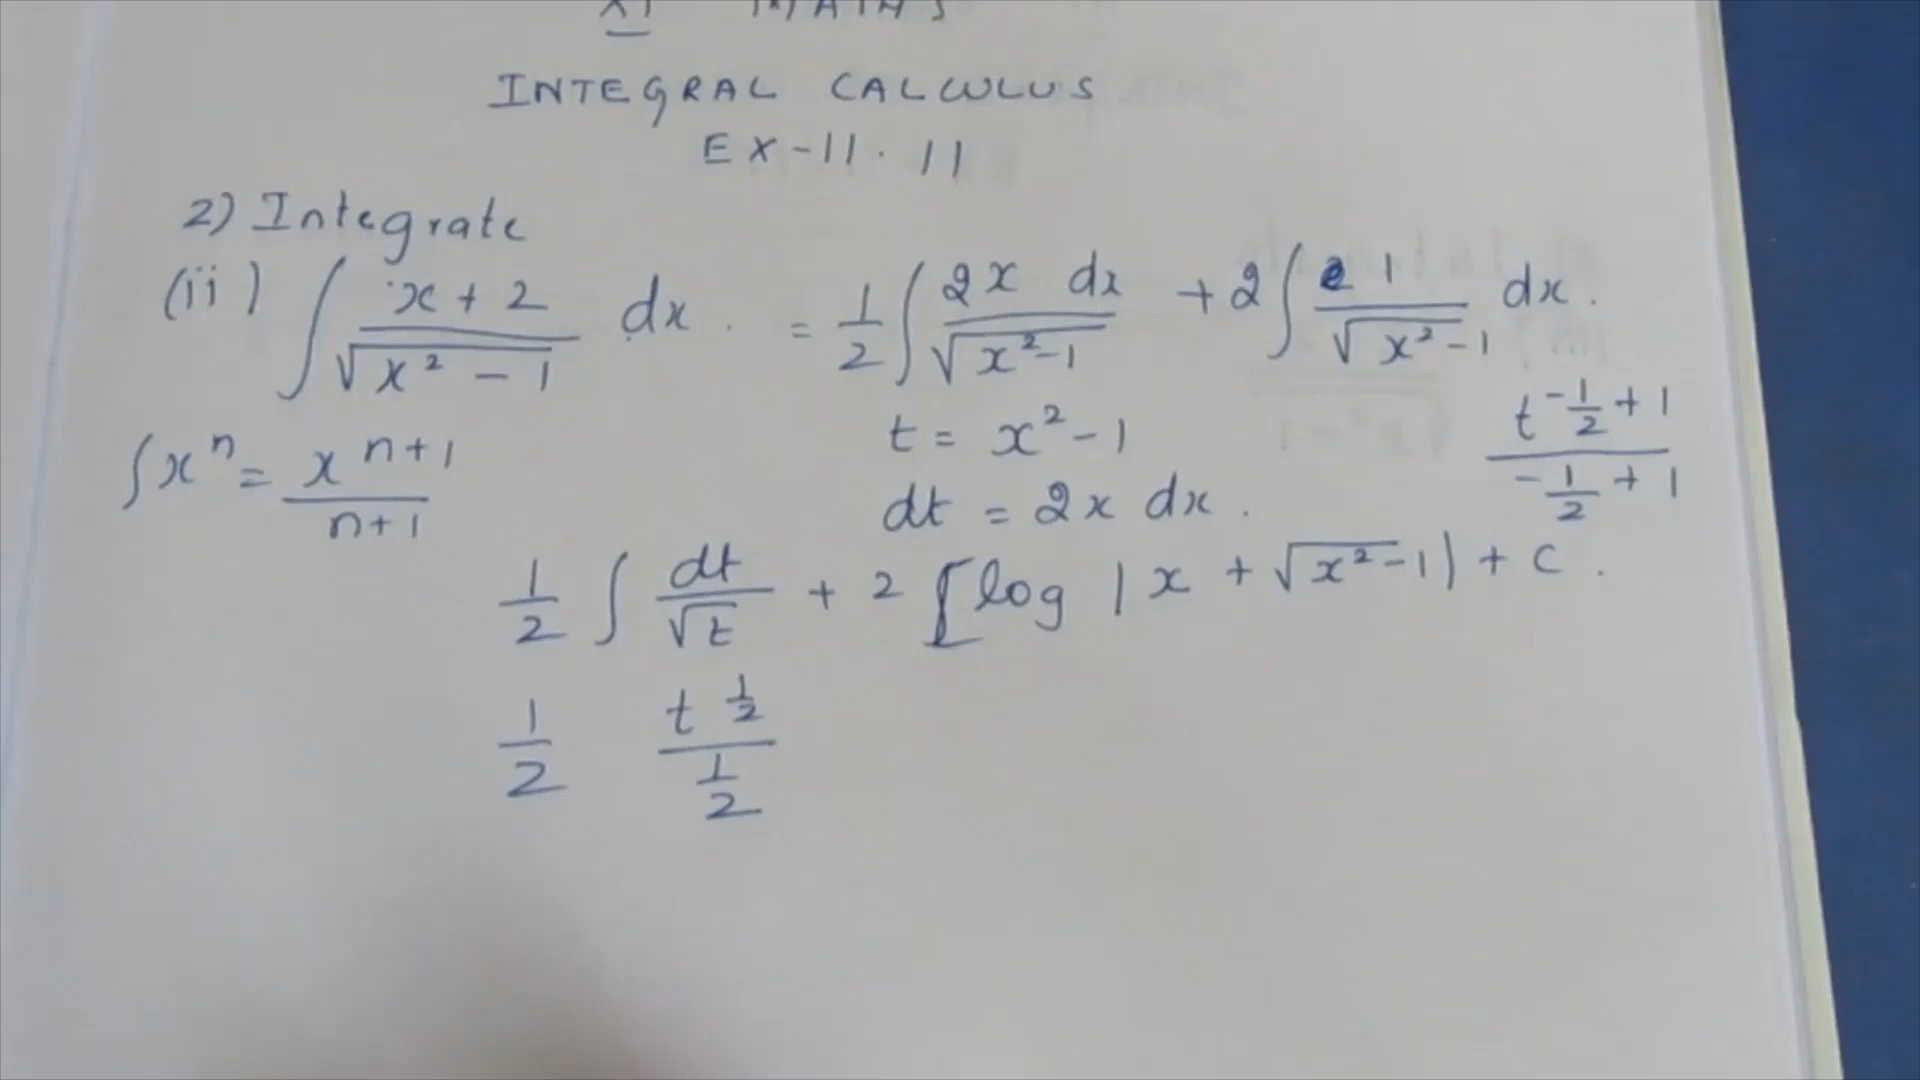 XI MATHS
INTEGRAL CALCULUS
EX-11.11
2) Integrate
(ii) ∫ x + 2 / √x² - 1 dx. = 1/2 ∫ 2x dx / √x²-1 + 2 ∫ 1 / √x²-1 dx.
t = x² - 1
∫xⁿ = x^(n+1) / n+1
t^(-1/2 + 1) / -1/2 + 1
dt = 2x dx.
1/2 ∫ dt / √t + 2 [log | x + √x²-1 | + c.
1/2 t^(1/2) / 1/2